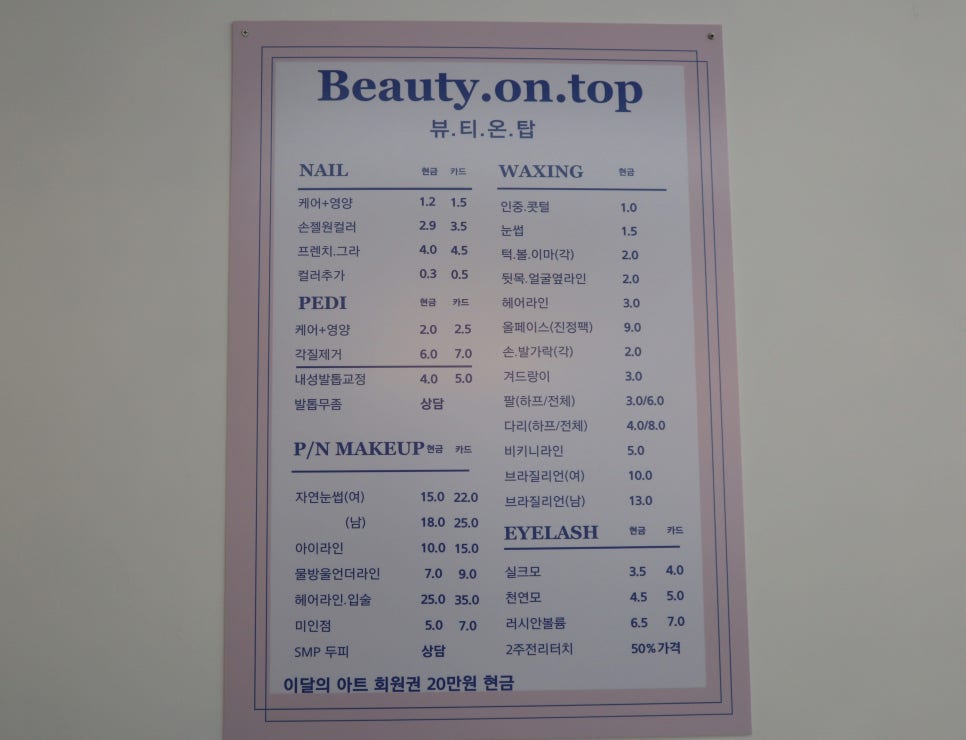 Beauty.on.top
뷰.티.온.탑
NAIL 현금 카드
케어+영양 1.2 1.5
손젤원컬러 2.9 3.5
프렌치.그라 4.0 4.5
컬러추가 0.3 0.5
PEDI 현금 카드
케어+영양 2.0 2.5
각질제거 6.0 7.0
내성발톱교정 4.0 5.0
발톱무좀 상담
P/N MAKEUP 현금 카드
자연눈썹(여) 15.0 22.0
(남) 18.0 25.0
아이라인 10.0 15.0
물방울언더라인 7.0 9.0
헤어라인.입술 25.0 35.0
미인점 5.0 7.0
SMP 두피 상담
WAXING 현금
인중.콧털 1.0
눈썹 1.5
턱.볼.이마(각) 2.0
뒷목.얼굴옆라인 2.0
헤어라인 3.0
올페이스(진정팩) 9.0
손.발가락(각) 2.0
겨드랑이 3.0
팔(하프/전체) 3.0/6.0
다리(하프/전체) 4.0/8.0
비키니라인 5.0
브라질리언(여) 10.0
브라질리언(남) 13.0
EYELASH 현금 카드
실크모 3.5 4.0
천연모 4.5 5.0
러시안볼륨 6.5 7.0
2주전리터치 50%가격
이달의 아트 회원권 20만원 현금